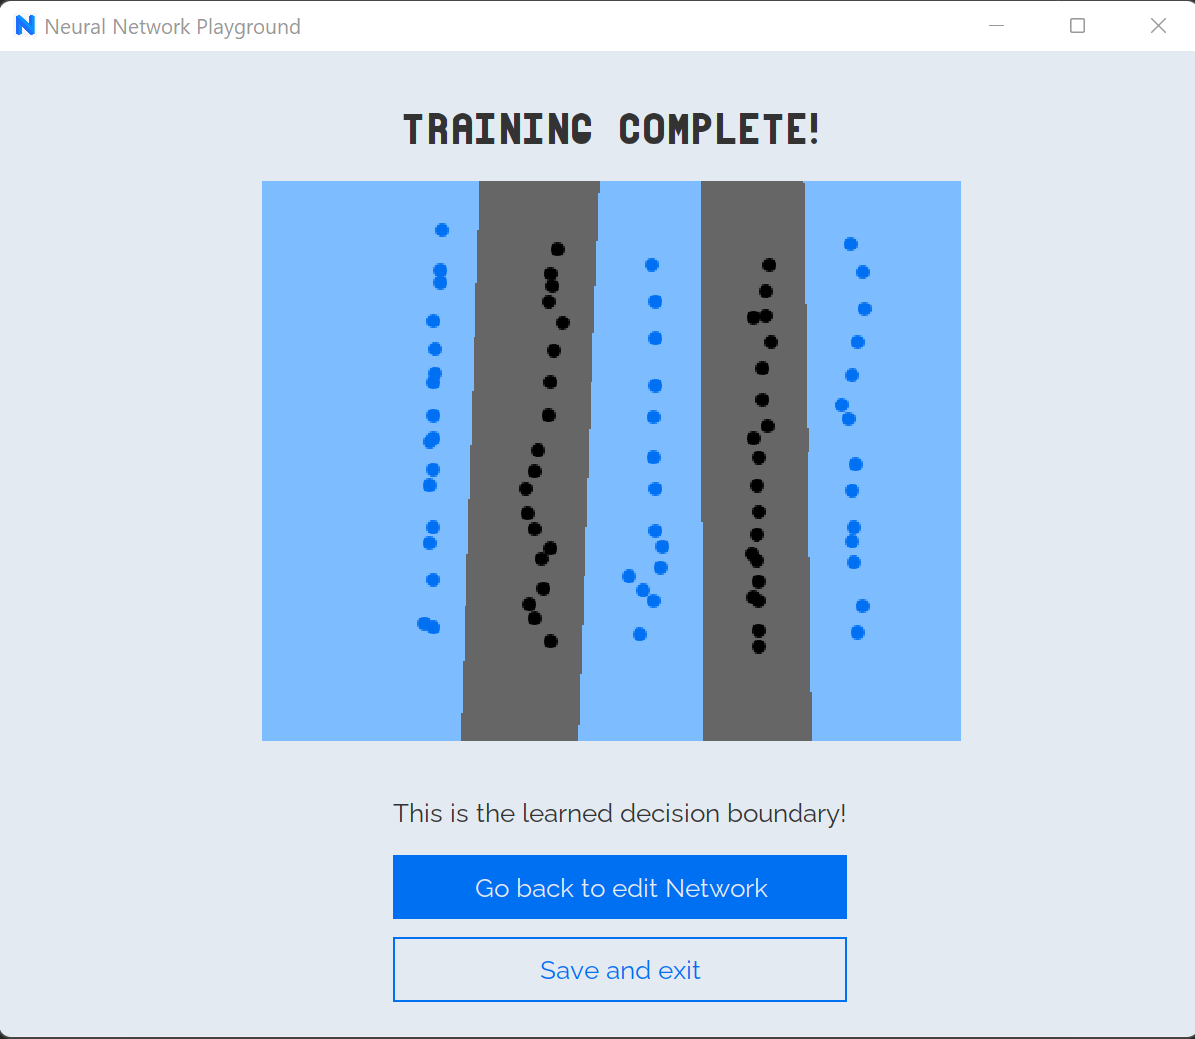 Neural Network Playground
TRAINING COMPLETE!
This is the learned decision boundary!
Go back to edit Network
Save and exit